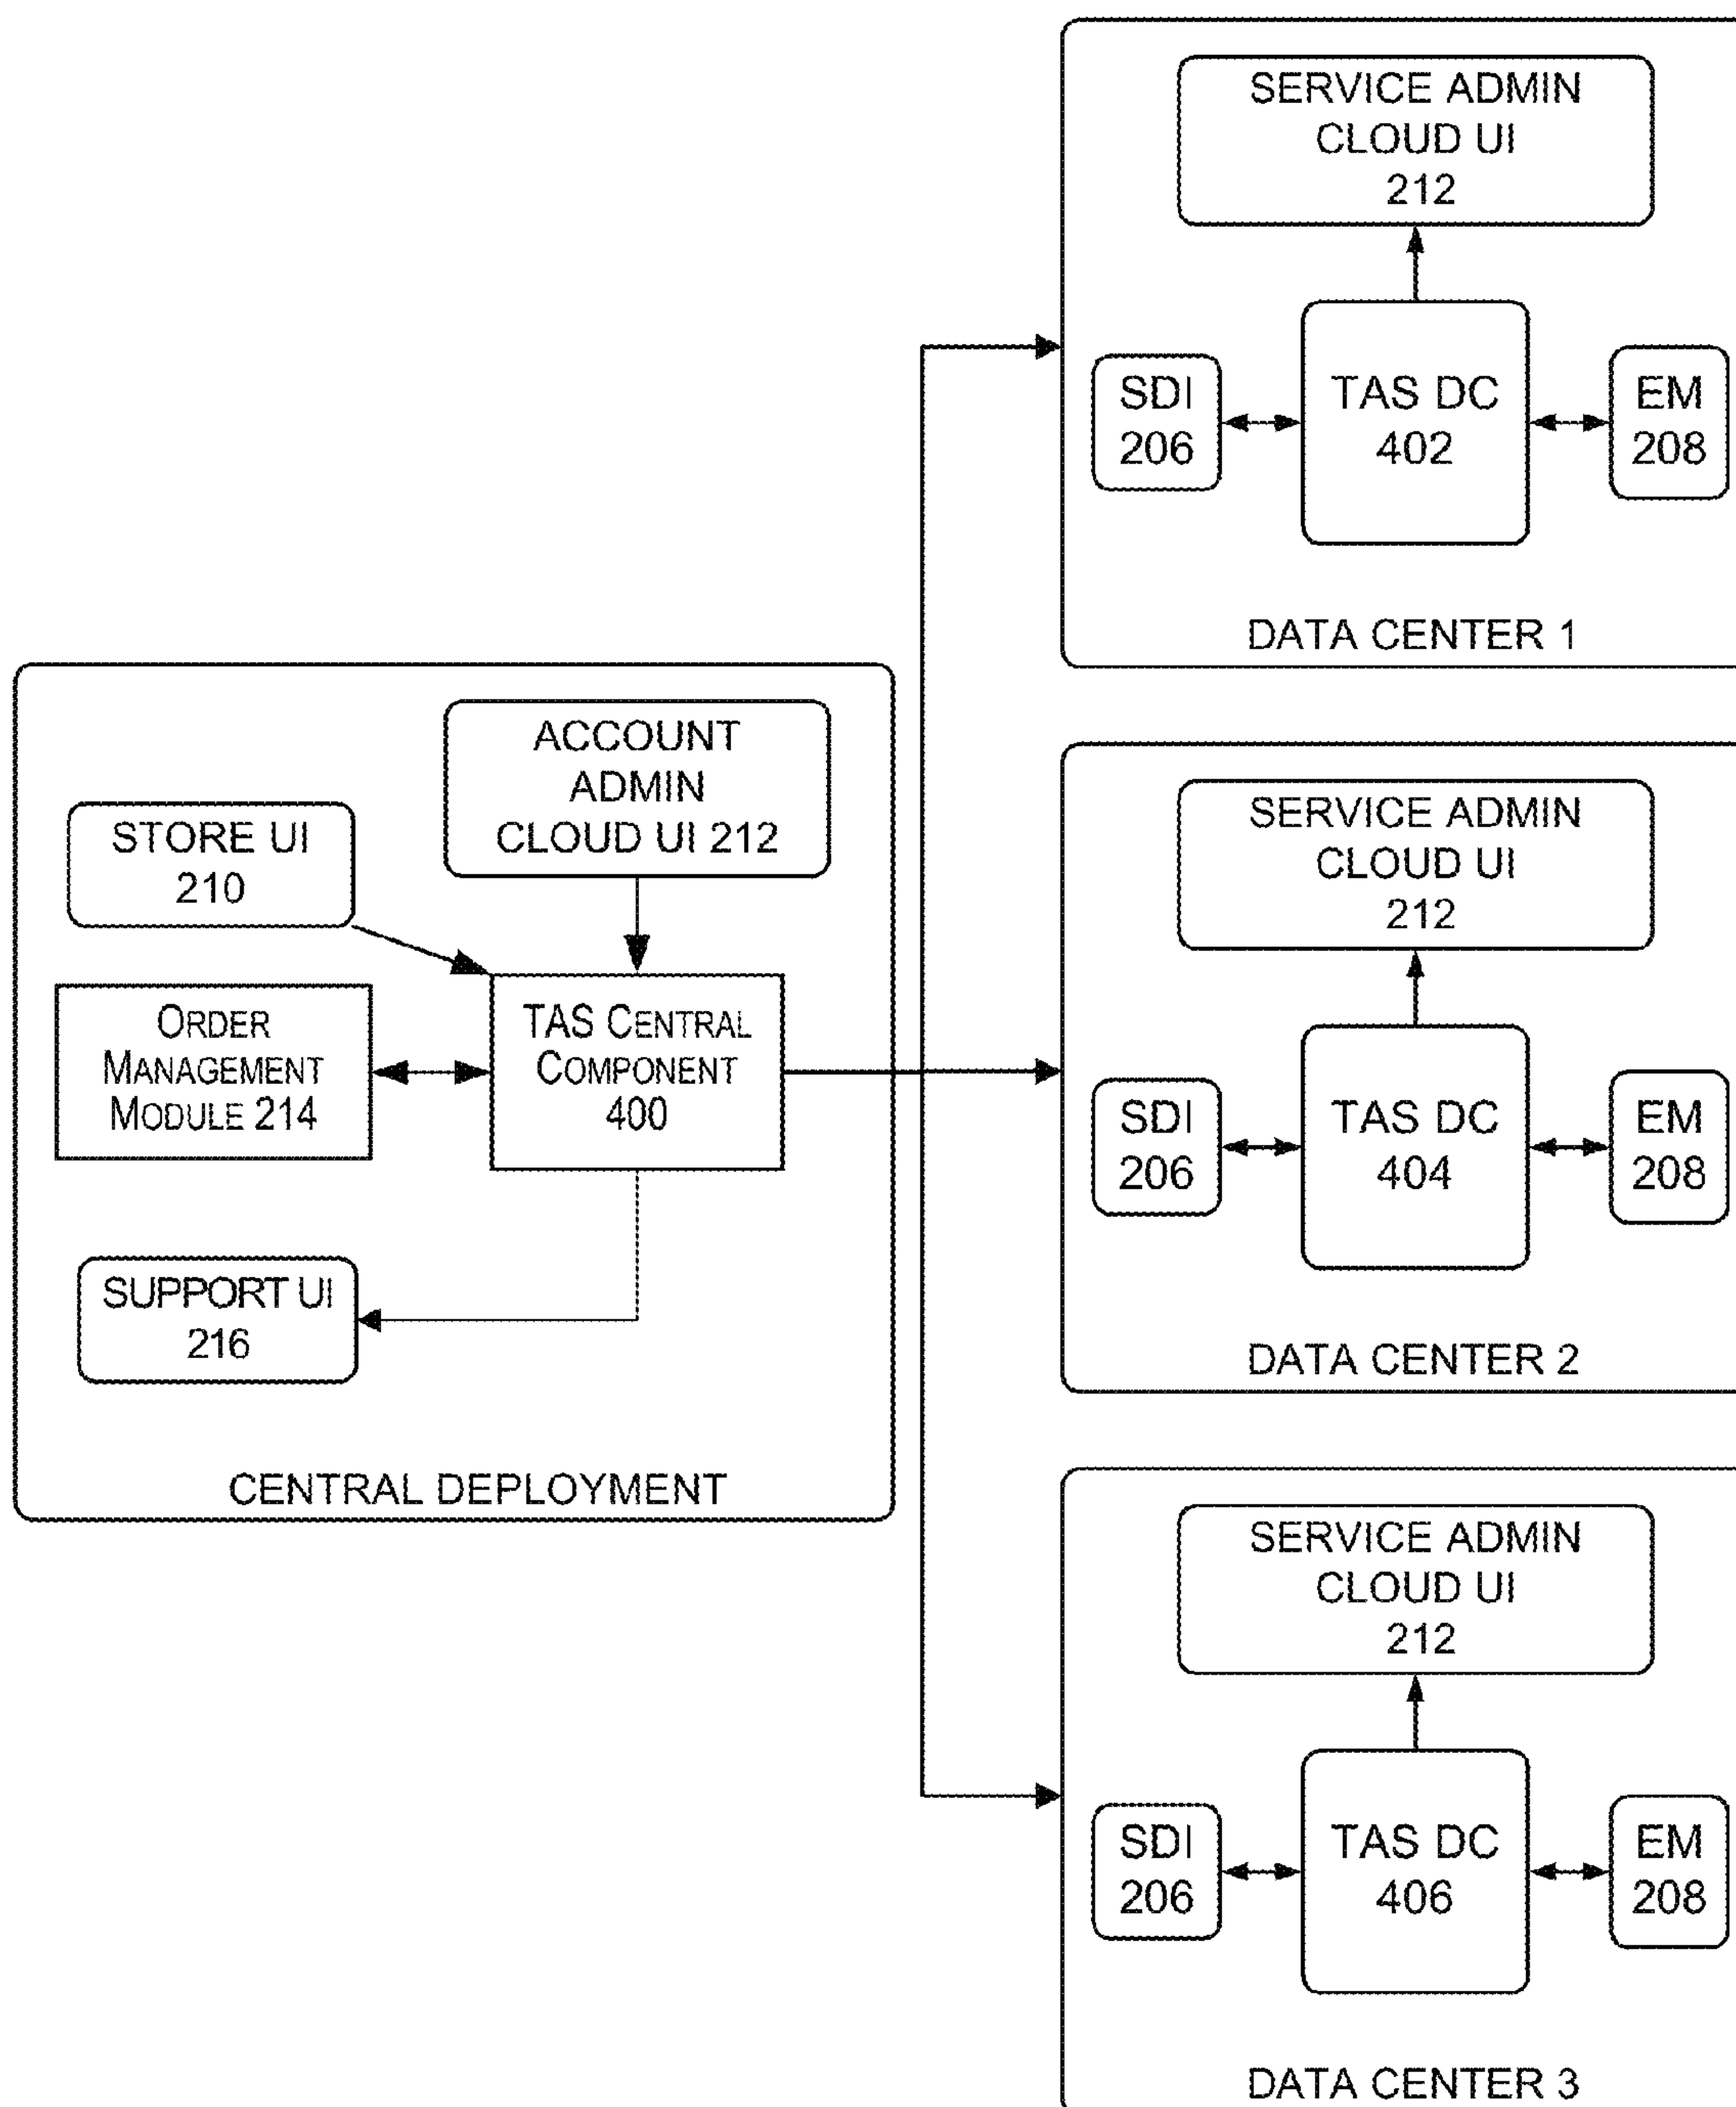 ACCOUNT
ADMIN
CLOUD UI 212
STORE UI
210
ORDER
MANAGEMENT
MODULE 214
TAS CENTRAL
COMPONENT
400
SUPPORT UI
216
CENTRAL DEPLOYMENT
SERVICE ADMIN
CLOUD UI
212
SDI
206
TAS DC
402
EM
208
DATA CENTER 1
SERVICE ADMIN
CLOUD UI
212
SDI
206
TAS DC
404
EM
208
DATA CENTER 2
SERVICE ADMIN
CLOUD UI
212
SDI
206
TAS DC
406
EM
208
DATA CENTER 3